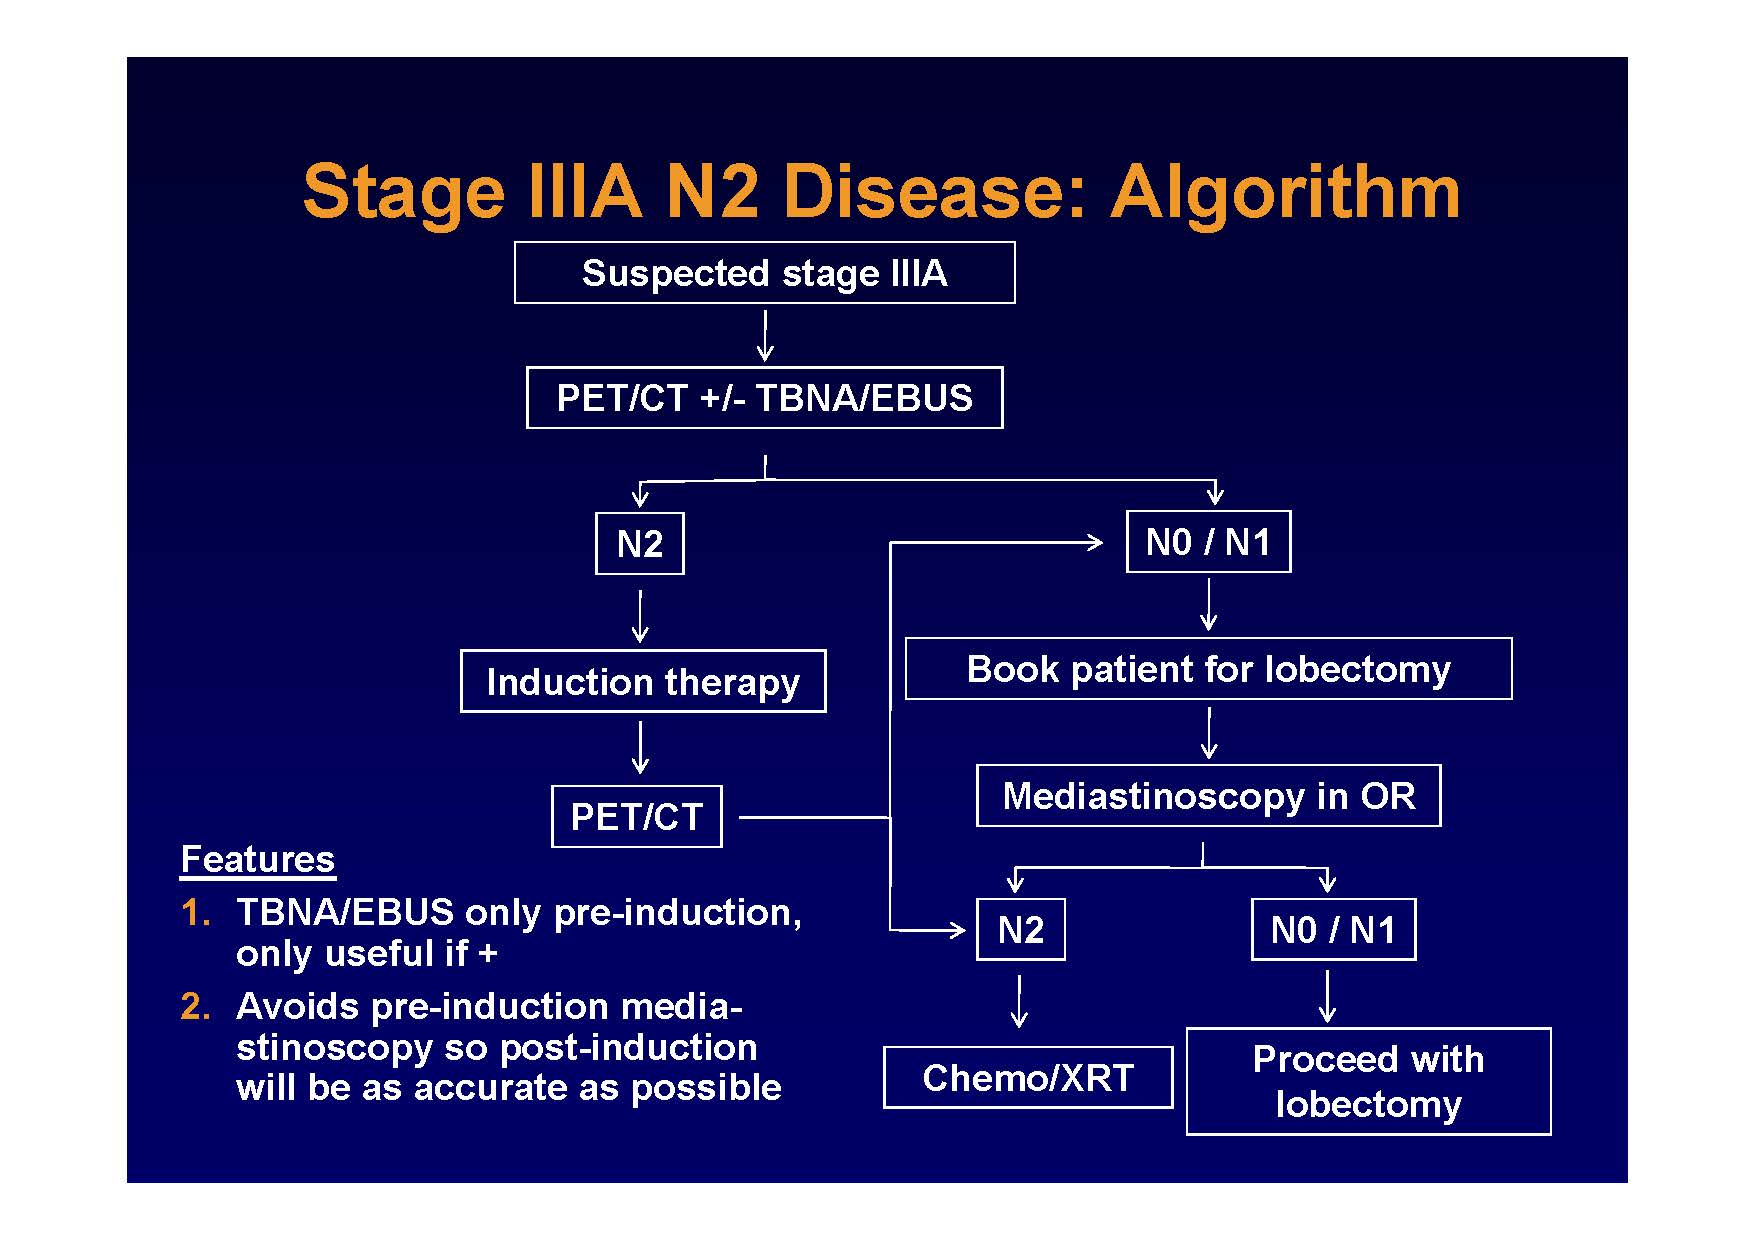 Stage IIIA N2 Disease: Algorithm
Suspected stage IIIA
PET/CT +/- TBNA/EBUS
N2
N0 / N1
Induction therapy
Book patient for lobectomy
PET/CT
Mediastinoscopy in OR
N2
N0 / N1
Chemo/XRT
Proceed with
lobectomy
Features
1. TBNA/EBUS only pre-induction,
only useful if +
2. Avoids pre-induction media-
stinoscopy so post-induction
will be as accurate as possible